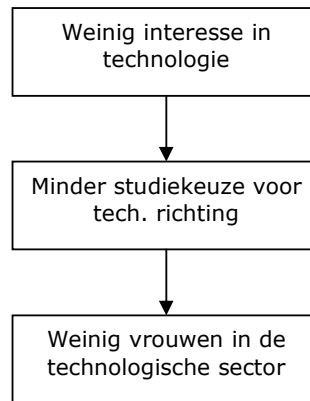 Weinig interesse in
technologie
Minder studiekeuze voor
tech. richting
Weinig vrouwen in de
technologische sector